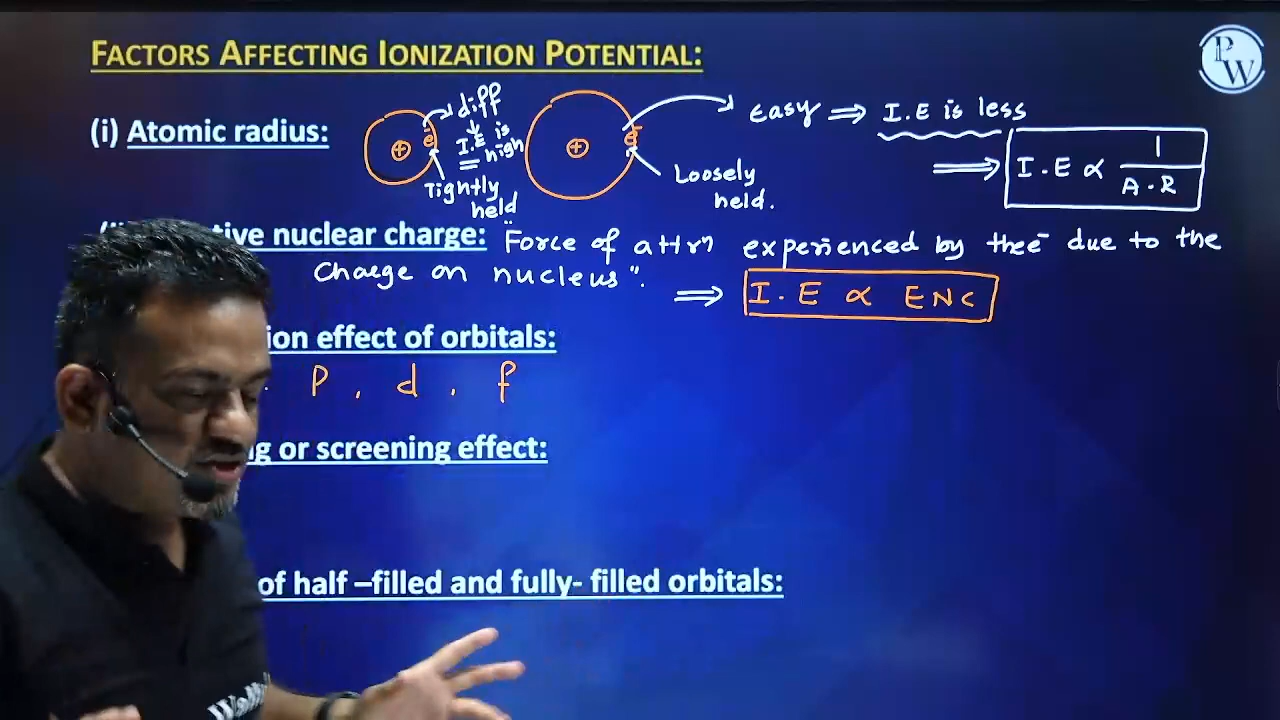 FACTORS AFFECTING IONIZATION POTENTIAL:
PW
(i) Atomic radius:
diff
I.E is high
Tightly held
e-
e-
Loosely held.
easy ⇒ I.E is less
⟹ I.E ∝ 1/A.R
tive nuclear charge: "Force of attrⁿ experienced by the e- due to the
charge on nucleus".
⟹ I.E ∝ ENC
ion effect of orbitals:
. p . d . f
g or screening effect:
of half –filled and fully- filled orbitals: